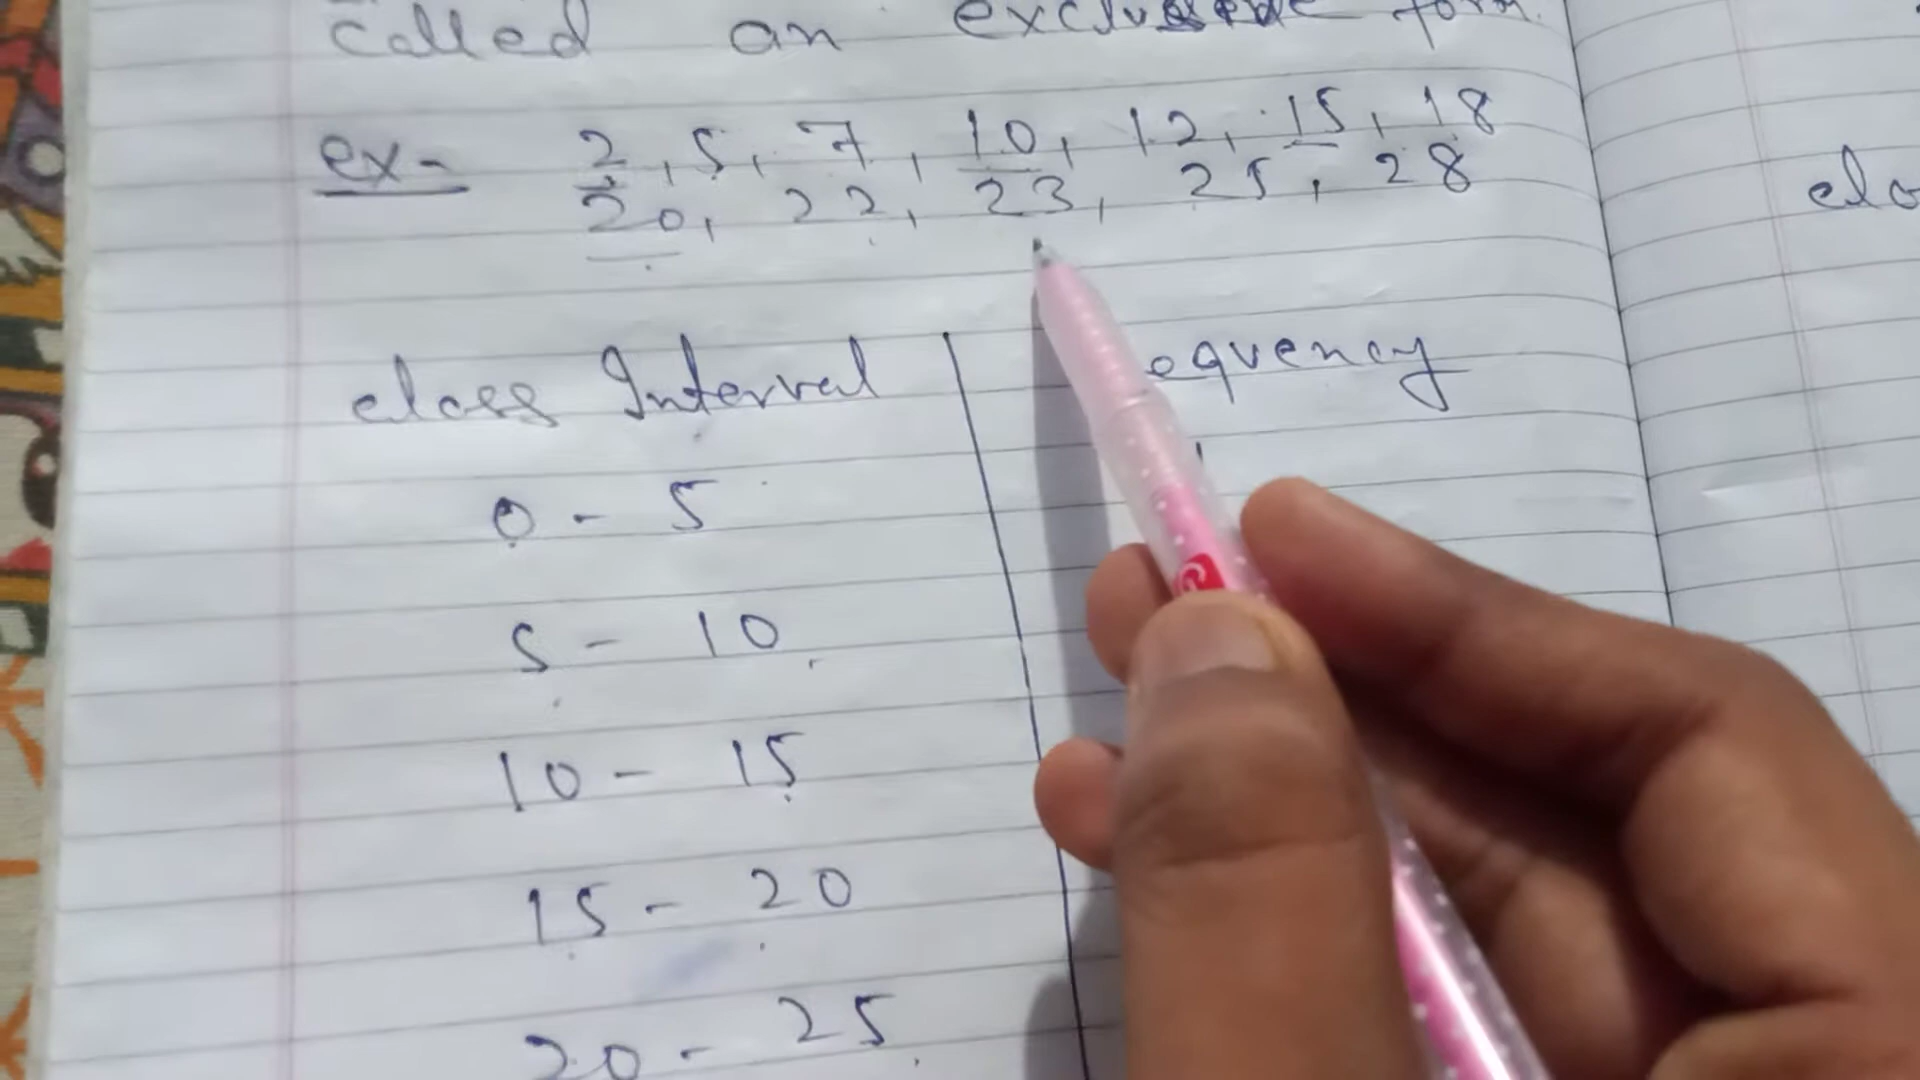 called an exclusive form.
ex- 2, 5, 7, 10, 12, 15, 18
20, 22, 23, 25, 28
class Interval
0 - 5
5 - 10
10 - 15
15 - 20
20 - 25